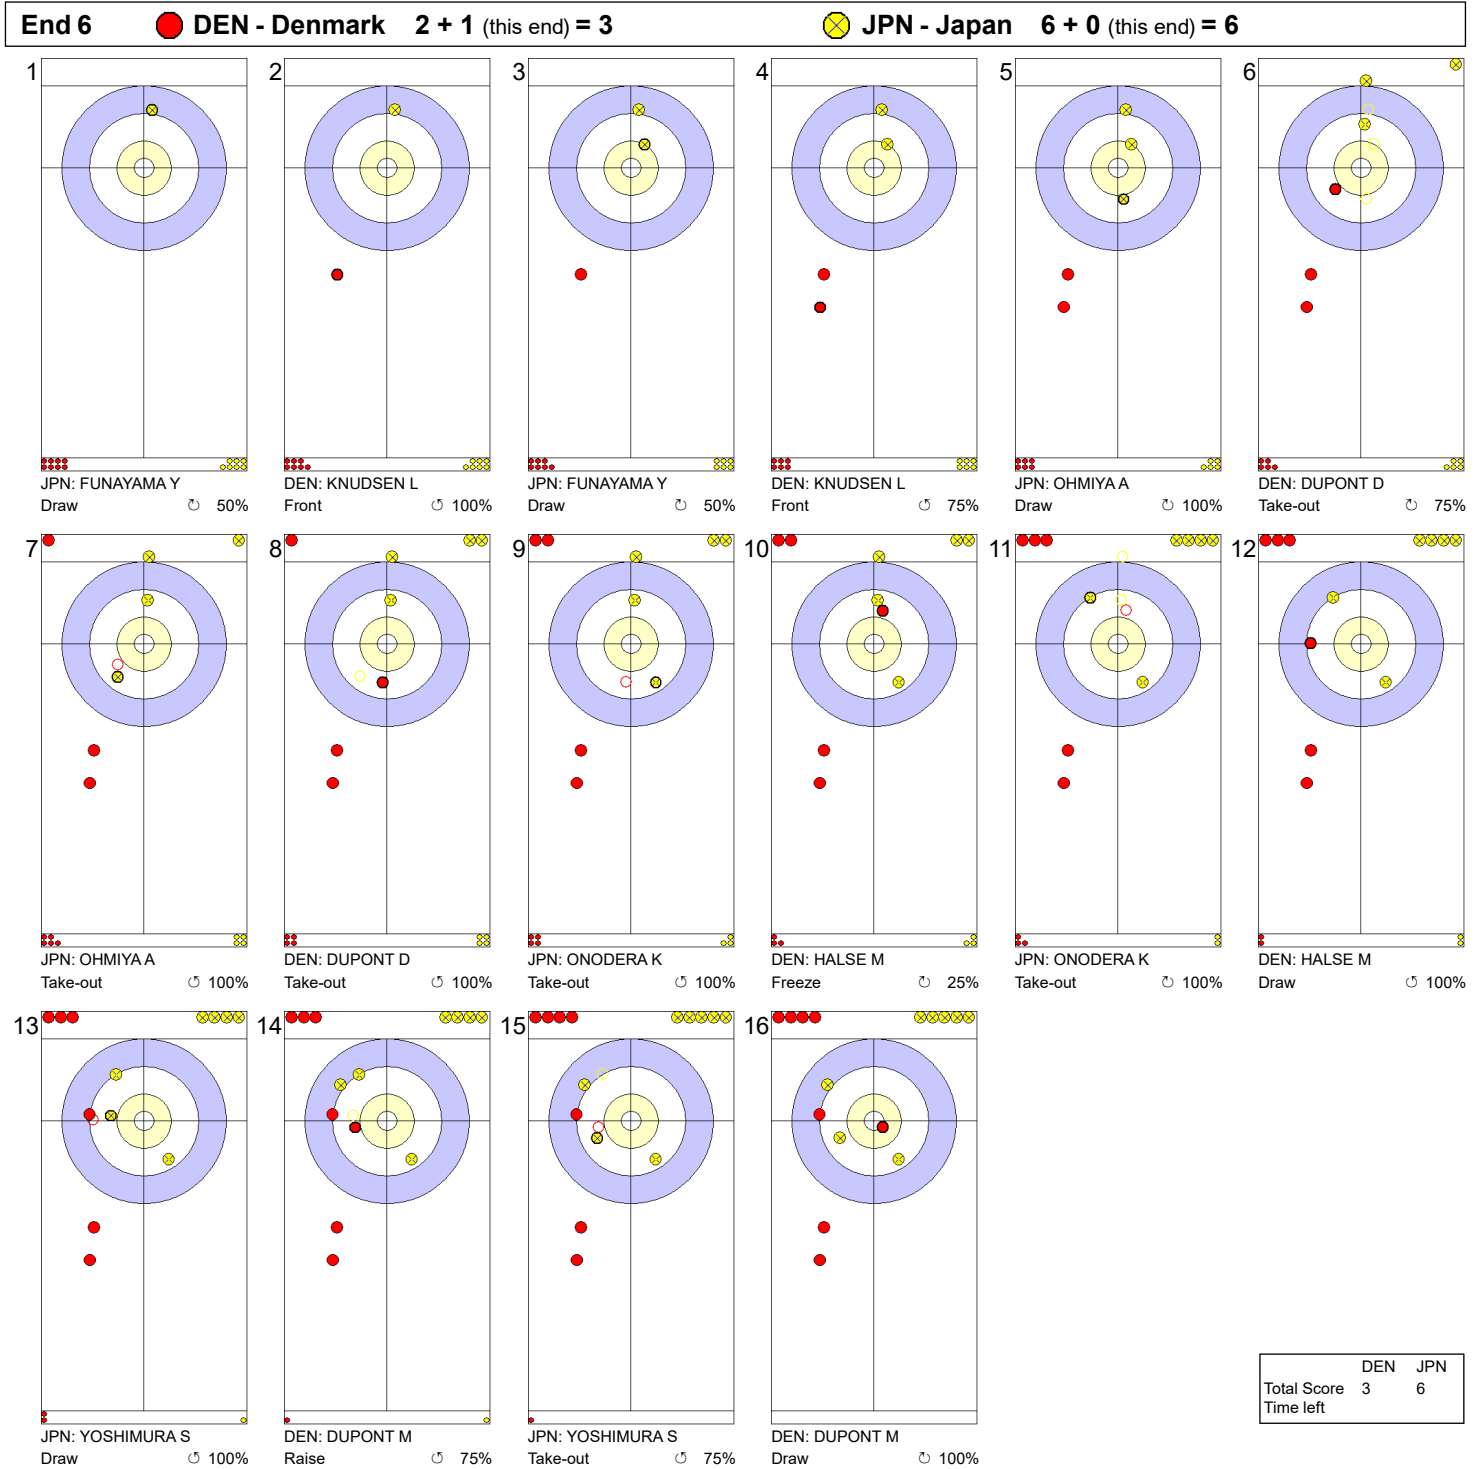 End 6 DEN - Denmark 2 + 1 (this end) = 3 JPN - Japan 6 + 0 (this end) = 6
1 2 3 4 5 6
JPN: FUNAYAMA Y DEN: KNUDSEN L JPN: FUNAYAMA Y DEN: KNUDSEN L JPN: OHMIYA A DEN: DUPONT D
Draw ↻ 50% Front ↻ 100% Draw ↻ 50% Front ↻ 75% Draw ↻ 100% Take-out ↺ 75%
7 8 9 10 11 12
JPN: OHMIYA A DEN: DUPONT D JPN: ONODERA K DEN: HALSE M JPN: ONODERA K DEN: HALSE M
Take-out ↺ 100% Take-out ↺ 100% Take-out ↺ 100% Freeze ↻ 25% Take-out ↺ 100% Draw ↻ 100%
13 14 15 16
JPN: YOSHIMURA S DEN: DUPONT M JPN: YOSHIMURA S DEN: DUPONT M
Draw ↺ 100% Raise ↺ 75% Take-out ↺ 75% Draw ↻ 100%
DEN JPN
Total Score 3 6
Time left